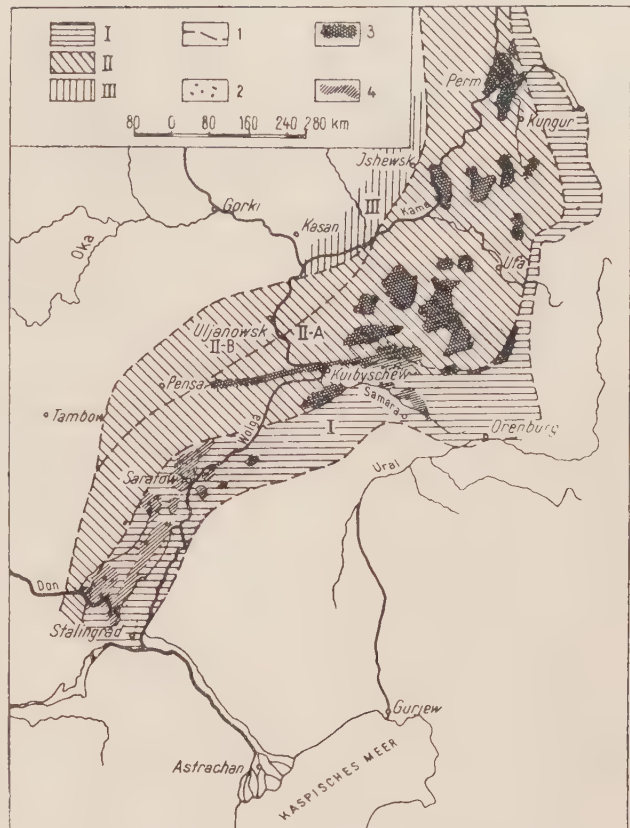 I 1 3
II 2 4
III
80 0 80 160 240 280 km
Perm
Kungur
Ishewsk
III
Gorki
Kasan
Kama
Oka
Ufa
Uljanowsk
II-A
II-B
Pensa
Kuibyschew
Tambow
Samara
Wolga
I
Orenburg
Saratow
Ural
Don
Stalingrad
Gurjew
Astrachan
KASPISCHES MEER